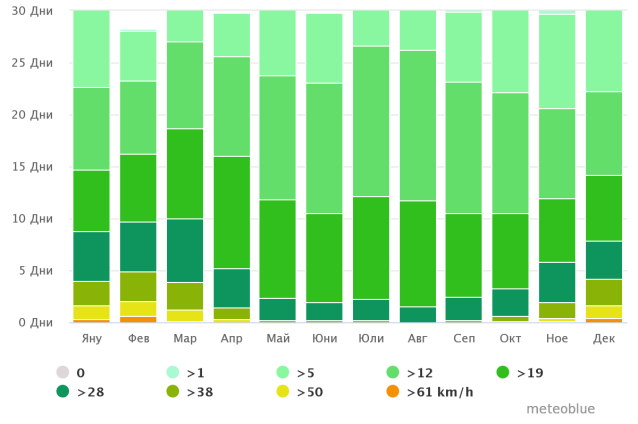 30 Дни
25 Дни
20 Дни
15 Дни
10 Дни
5 Дни
0 Дни
Яну Фев Мар Апр Май Юни Юли Авг Сеп Окт Ное Дек
0 >1 >5 >12 >19
>28 >38 >50 >61 km/h
meteoblue